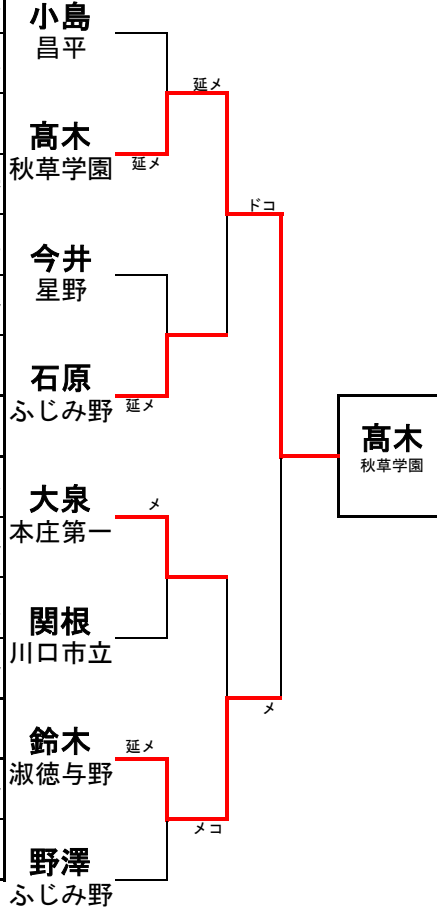 小島
昌平
延メ
髙木
秋草学園
延メ
ドコ
今井
星野
石原
ふじみ野
延メ
髙木
秋草学園
大泉
本庄第一
メ
関根
川口市立
メ
鈴木
淑徳与野
延メ
メコ
野澤
ふじみ野